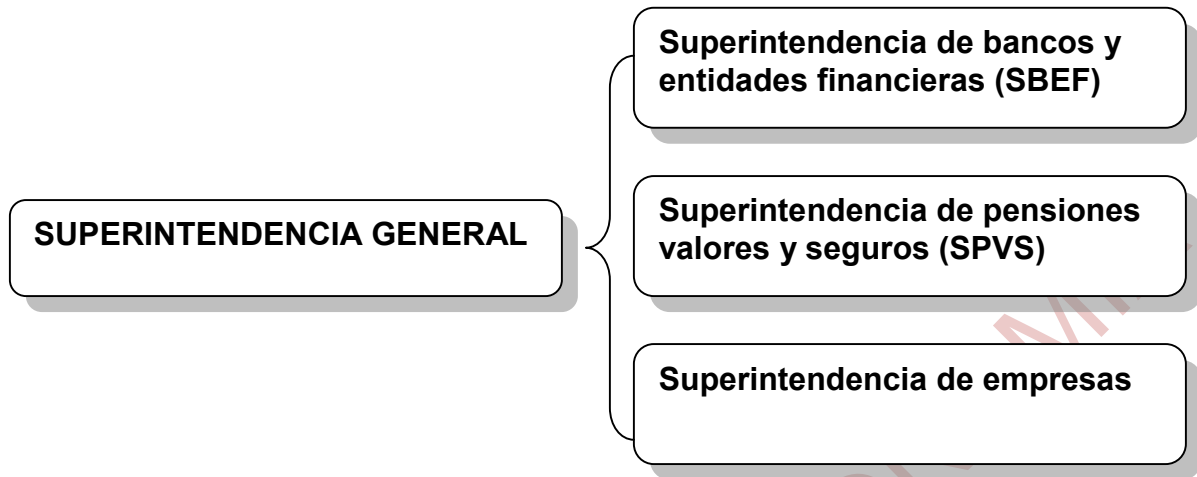 Superintendencia de bancos y
entidades financieras (SBEF)
SUPERINTENDENCIA GENERAL
Superintendencia de pensiones
valores y seguros (SPVS)
Superintendencia de empresas